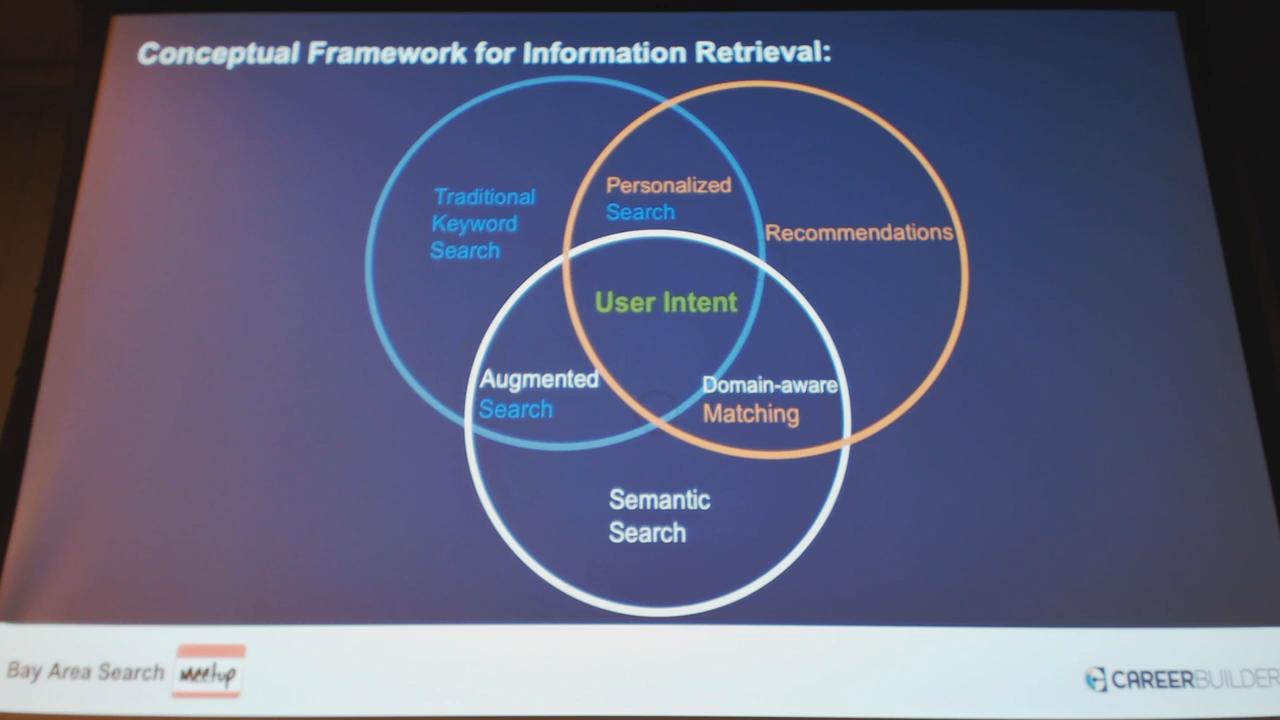 Conceptual Framework for Information Retrieval:
Traditional
Keyword
Search
Personalized
Search
Recommendations
User Intent
Augmented
Search
Domain-aware
Matching
Semantic
Search
Bay Area Search
meetup
CAREERBUILDER